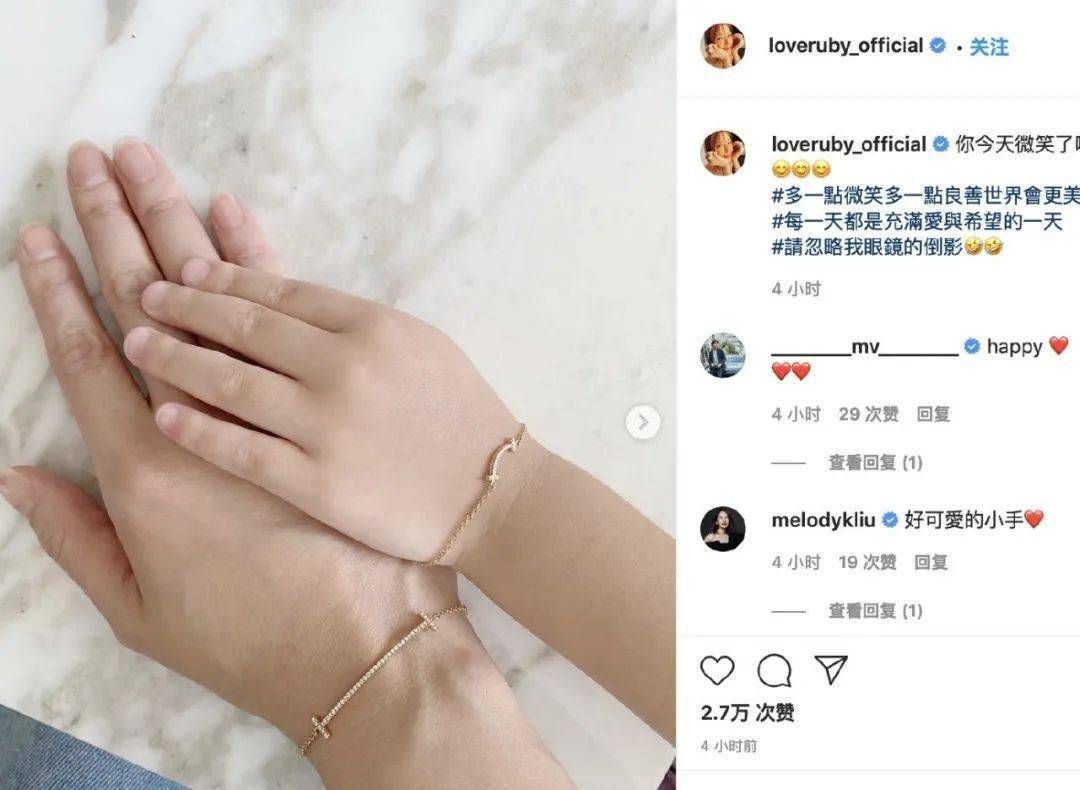 loveruby_official • 关注
loveruby_official 你今天微笑了
😊😊😊
#多一點微笑多一點良善世界會更美
#每一天都是充滿愛與希望的一天
#請忽略我眼鏡的倒影🤣🤣
4 小时
________mv________ happy ❤️
❤️❤️
4 小时 29 次赞 回复
—— 查看回复 (1)
melodykliu 好可愛的小手❤️
4 小时 19 次赞 回复
—— 查看回复 (1)
2.7万 次赞
4 小时前